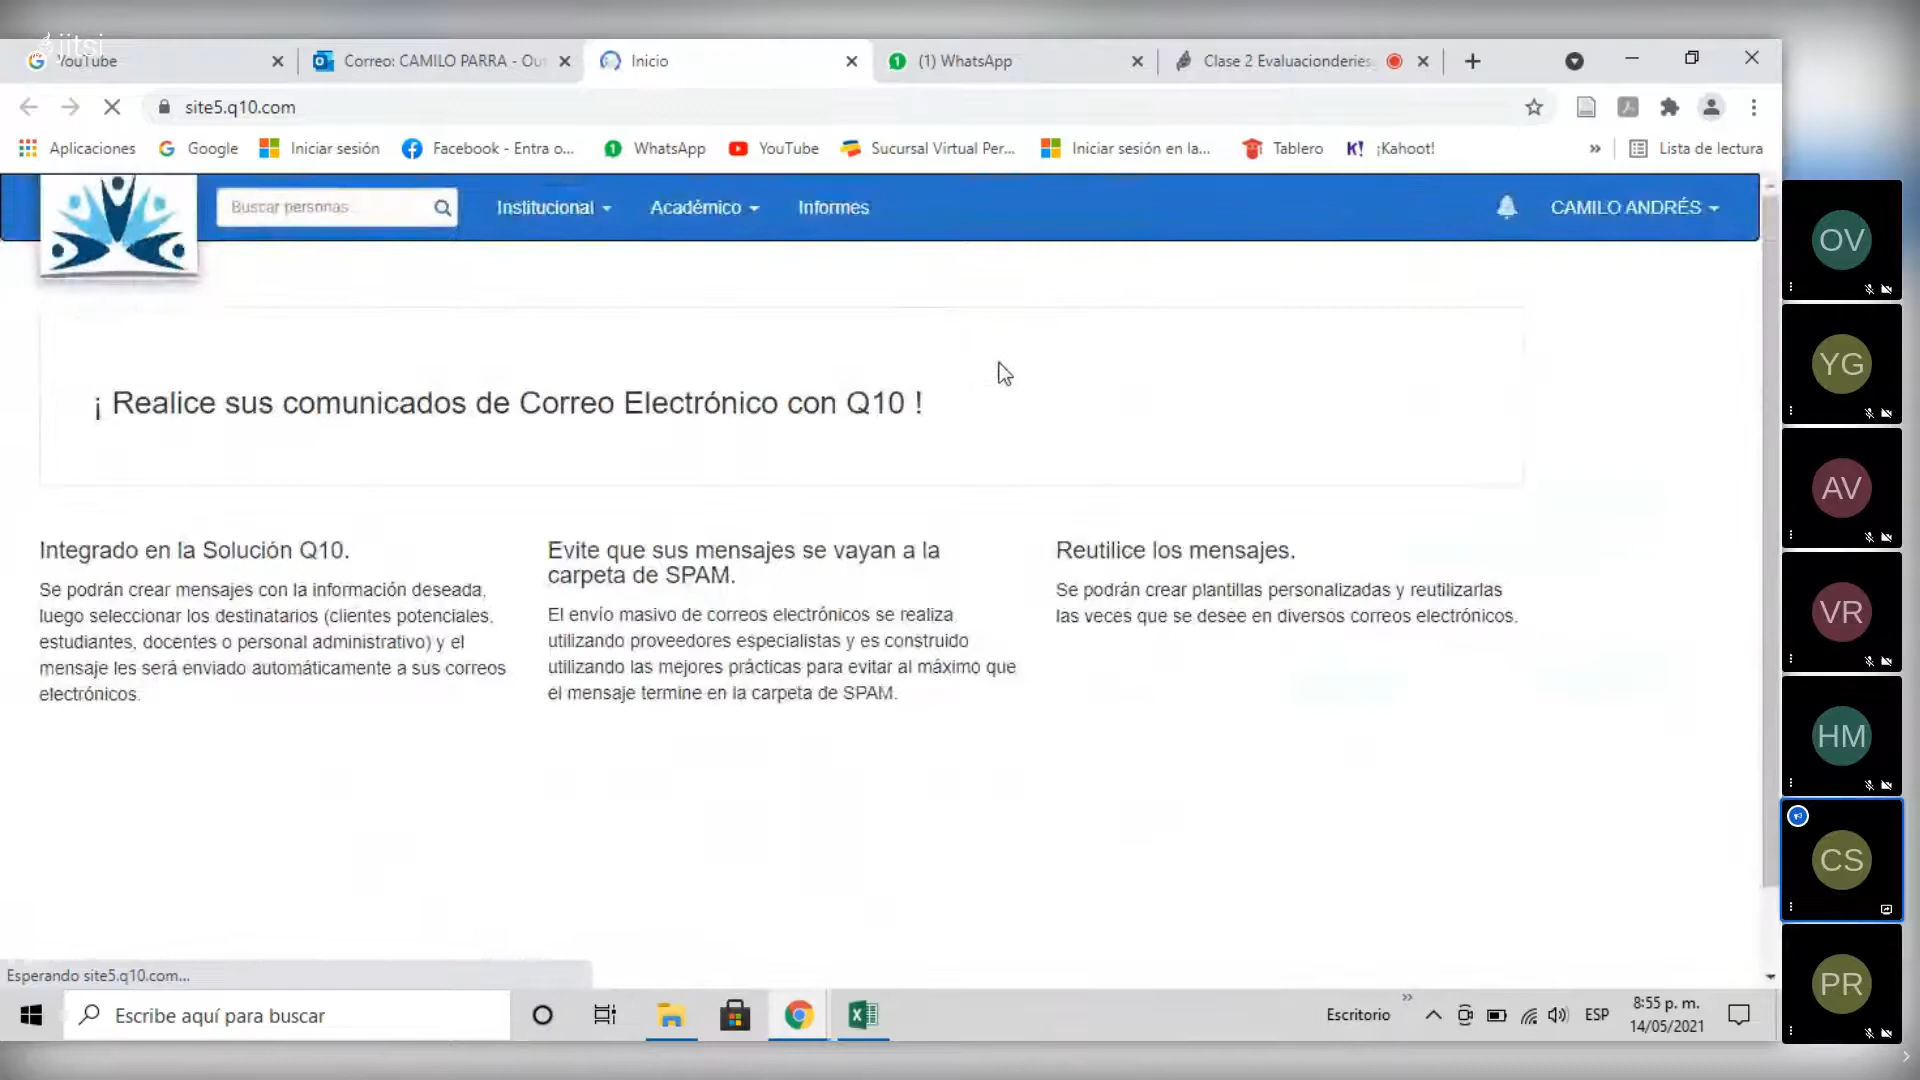 jitsi
YouTube
Correo: CAMILO PARRA - Ou
Inicio
(1) WhatsApp
Clase 2 Evaluacionderies
site5.q10.com
Aplicaciones
Google
Iniciar sesión
Facebook - Entra o...
WhatsApp
YouTube
Sucursal Virtual Per...
Iniciar sesión en la...
Tablero
K! ¡Kahoot!
»
Lista de lectura
Buscar personas...
Institucional
Académico
Informes
CAMILO ANDRÉS
¡ Realice sus comunicados de Correo Electrónico con Q10 !
Integrado en la Solución Q10.
Se podrán crear mensajes con la información deseada,
luego seleccionar los destinatarios (clientes potenciales,
estudiantes, docentes o personal administrativo) y el
mensaje les será enviado automáticamente a sus correos
electrónicos.
Evite que sus mensajes se vayan a la
carpeta de SPAM.
El envío masivo de correos electrónicos se realiza
utilizando proveedores especialistas y es construido
utilizando las mejores prácticas para evitar al máximo que
el mensaje termine en la carpeta de SPAM.
Reutilice los mensajes.
Se podrán crear plantillas personalizadas y reutilizarlas
las veces que se desee en diversos correos electrónicos.
Esperando site5.q10.com...
Escribe aquí para buscar
Escritorio
»
ESP
8:55 p. m.
14/05/2021
OV
YG
AV
VR
HM
CS
PR